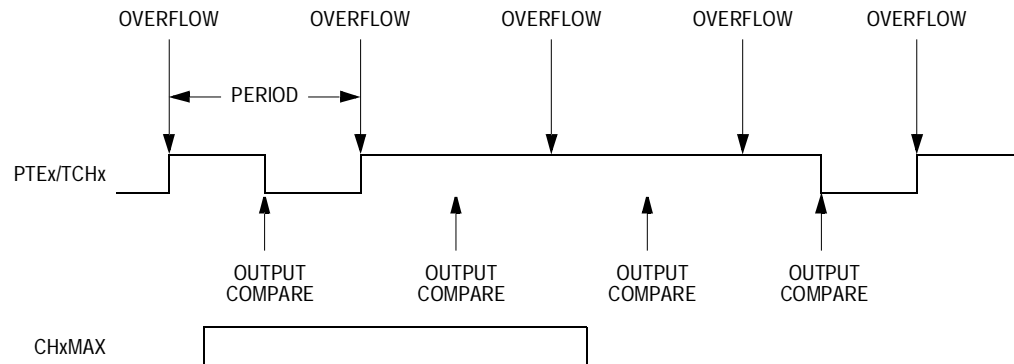 OVERFLOW OVERFLOW OVERFLOW OVERFLOW OVERFLOW
PERIOD
PTEx/TCHx
OUTPUT COMPARE
OUTPUT COMPARE
OUTPUT COMPARE
OUTPUT COMPARE
CHxMAX